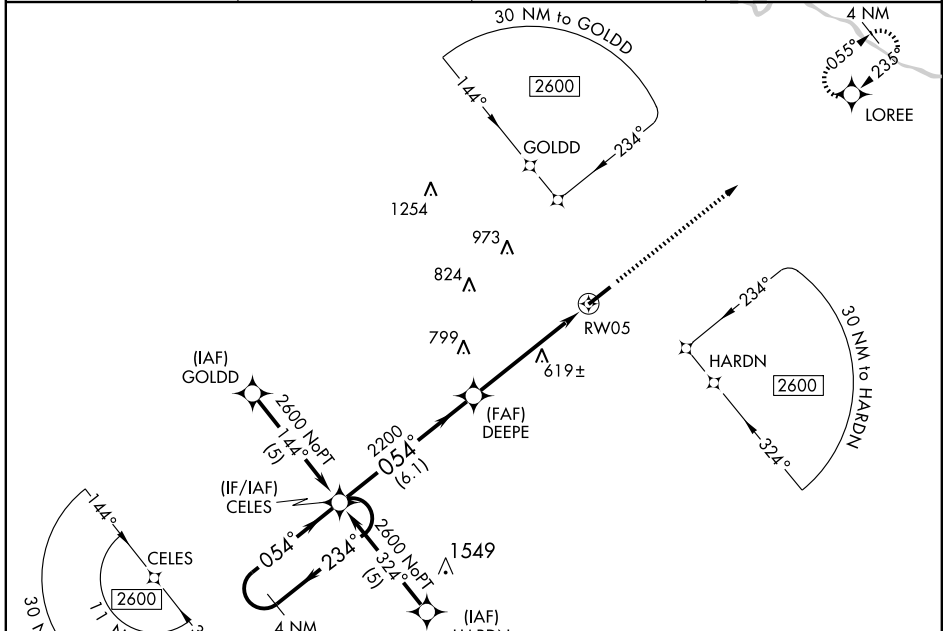 30 NM to GOLDD
4 NM
055°
235°
LOREE
144°
2600
234°
GOLDD
1254
973
824
799
RW05
619±
234°
30 NM to HARDN
HARDN
2600
324°
(IAF)
GOLDD
2600 NoPT
144°
(5)
(FAF)
DEEPE
2200
054°
(6.1)
(IF/IAF)
CELES
054°
234°
2600 NoPT
324°
(5)
1549
144°
CELES
2600
30 N
11 N
4 NM
(IAF)